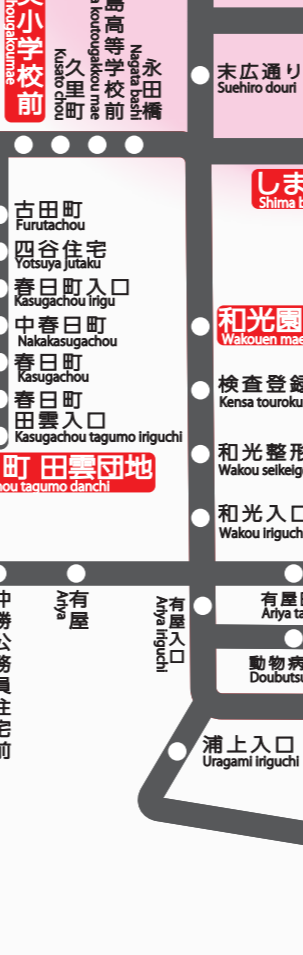 小学校前
hougakoumae
久里町
Kusato chou
島高等学校前
koutougakkou mae
永田橋
Nagata bashi
末広通り
Suehiro douri
しま
Shima
古田町
Furutachou
四谷住宅
Yotsuya jutaku
春日町入口
Kasugachou irigu
中春日町
Nakakasugachou
春日町
Kasugachou
春日町
田雲入口
Kasugachou tagumo iriguchi
町 田雲団地
hou tagumo danchi
和光園
Wakouen mae
検査登録
Kensa touroku
和光整形
Wakou seikeig
和光入口
Wakou iriguch
中勝公務員住宅前
有屋
Ariya
有屋入口
Ariya iriguchi
有屋
Ariya ta
動物病
Doubutsu
浦上入口
Uragami iriguchi